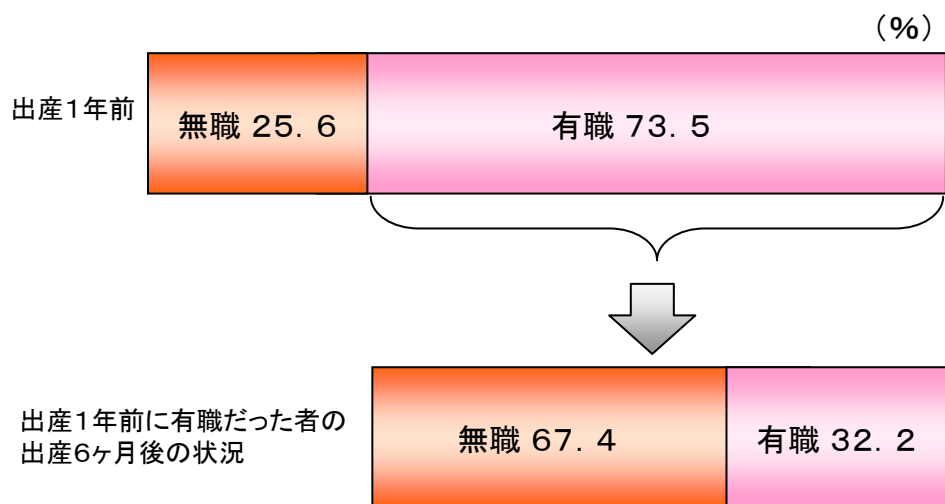 （％）
出産１年前
無職 ２５．６
有職 ７３．５
出産１年前に有職だった者の
出産６ヶ月後の状況
無職 ６７．４
有職 ３２．２